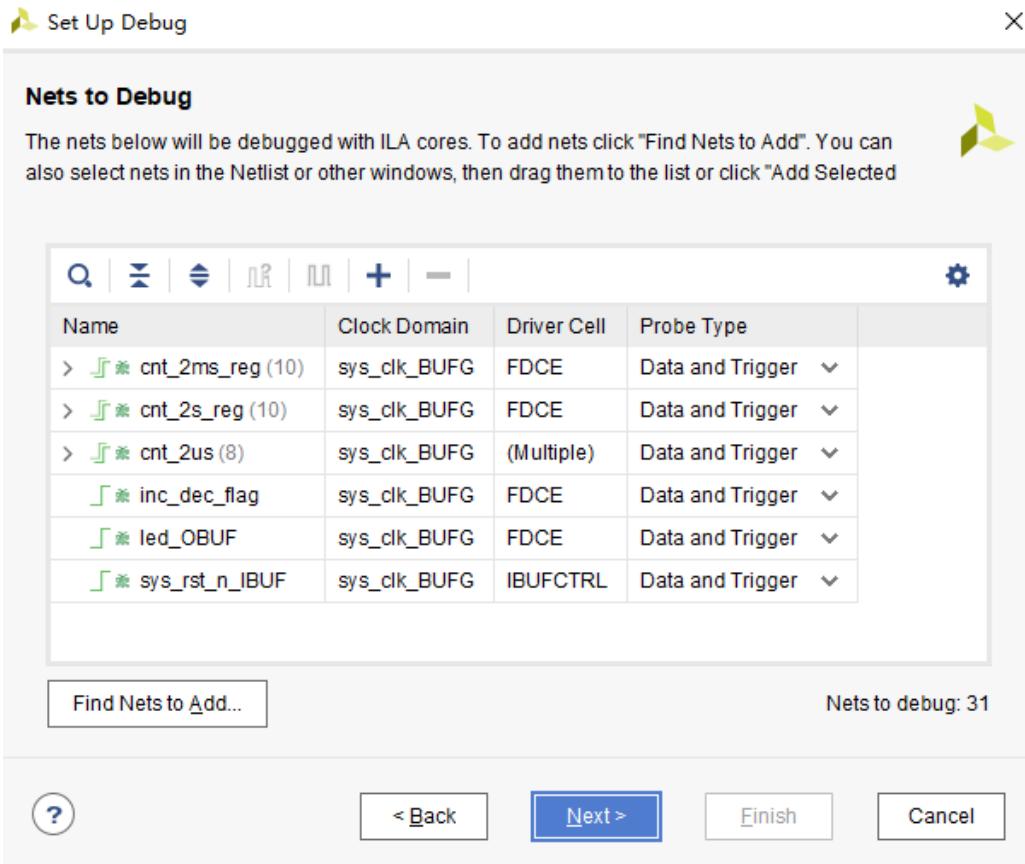 Set Up Debug
Nets to Debug
The nets below will be debugged with ILA cores. To add nets click "Find Nets to Add". You can
also select nets in the Netlist or other windows, then drag them to the list or click "Add Selected
Name Clock Domain Driver Cell Probe Type
cnt_2ms_reg (10) sys_clk_BUFG FDCE Data and Trigger
cnt_2s_reg (10) sys_clk_BUFG FDCE Data and Trigger
cnt_2us (8) sys_clk_BUFG (Multiple) Data and Trigger
inc_dec_flag sys_clk_BUFG FDCE Data and Trigger
led_OBUF sys_clk_BUFG FDCE Data and Trigger
sys_rst_n_IBUF sys_clk_BUFG IBUFCTRL Data and Trigger
Find Nets to Add... Nets to debug: 31
? < Back Next > Finish Cancel